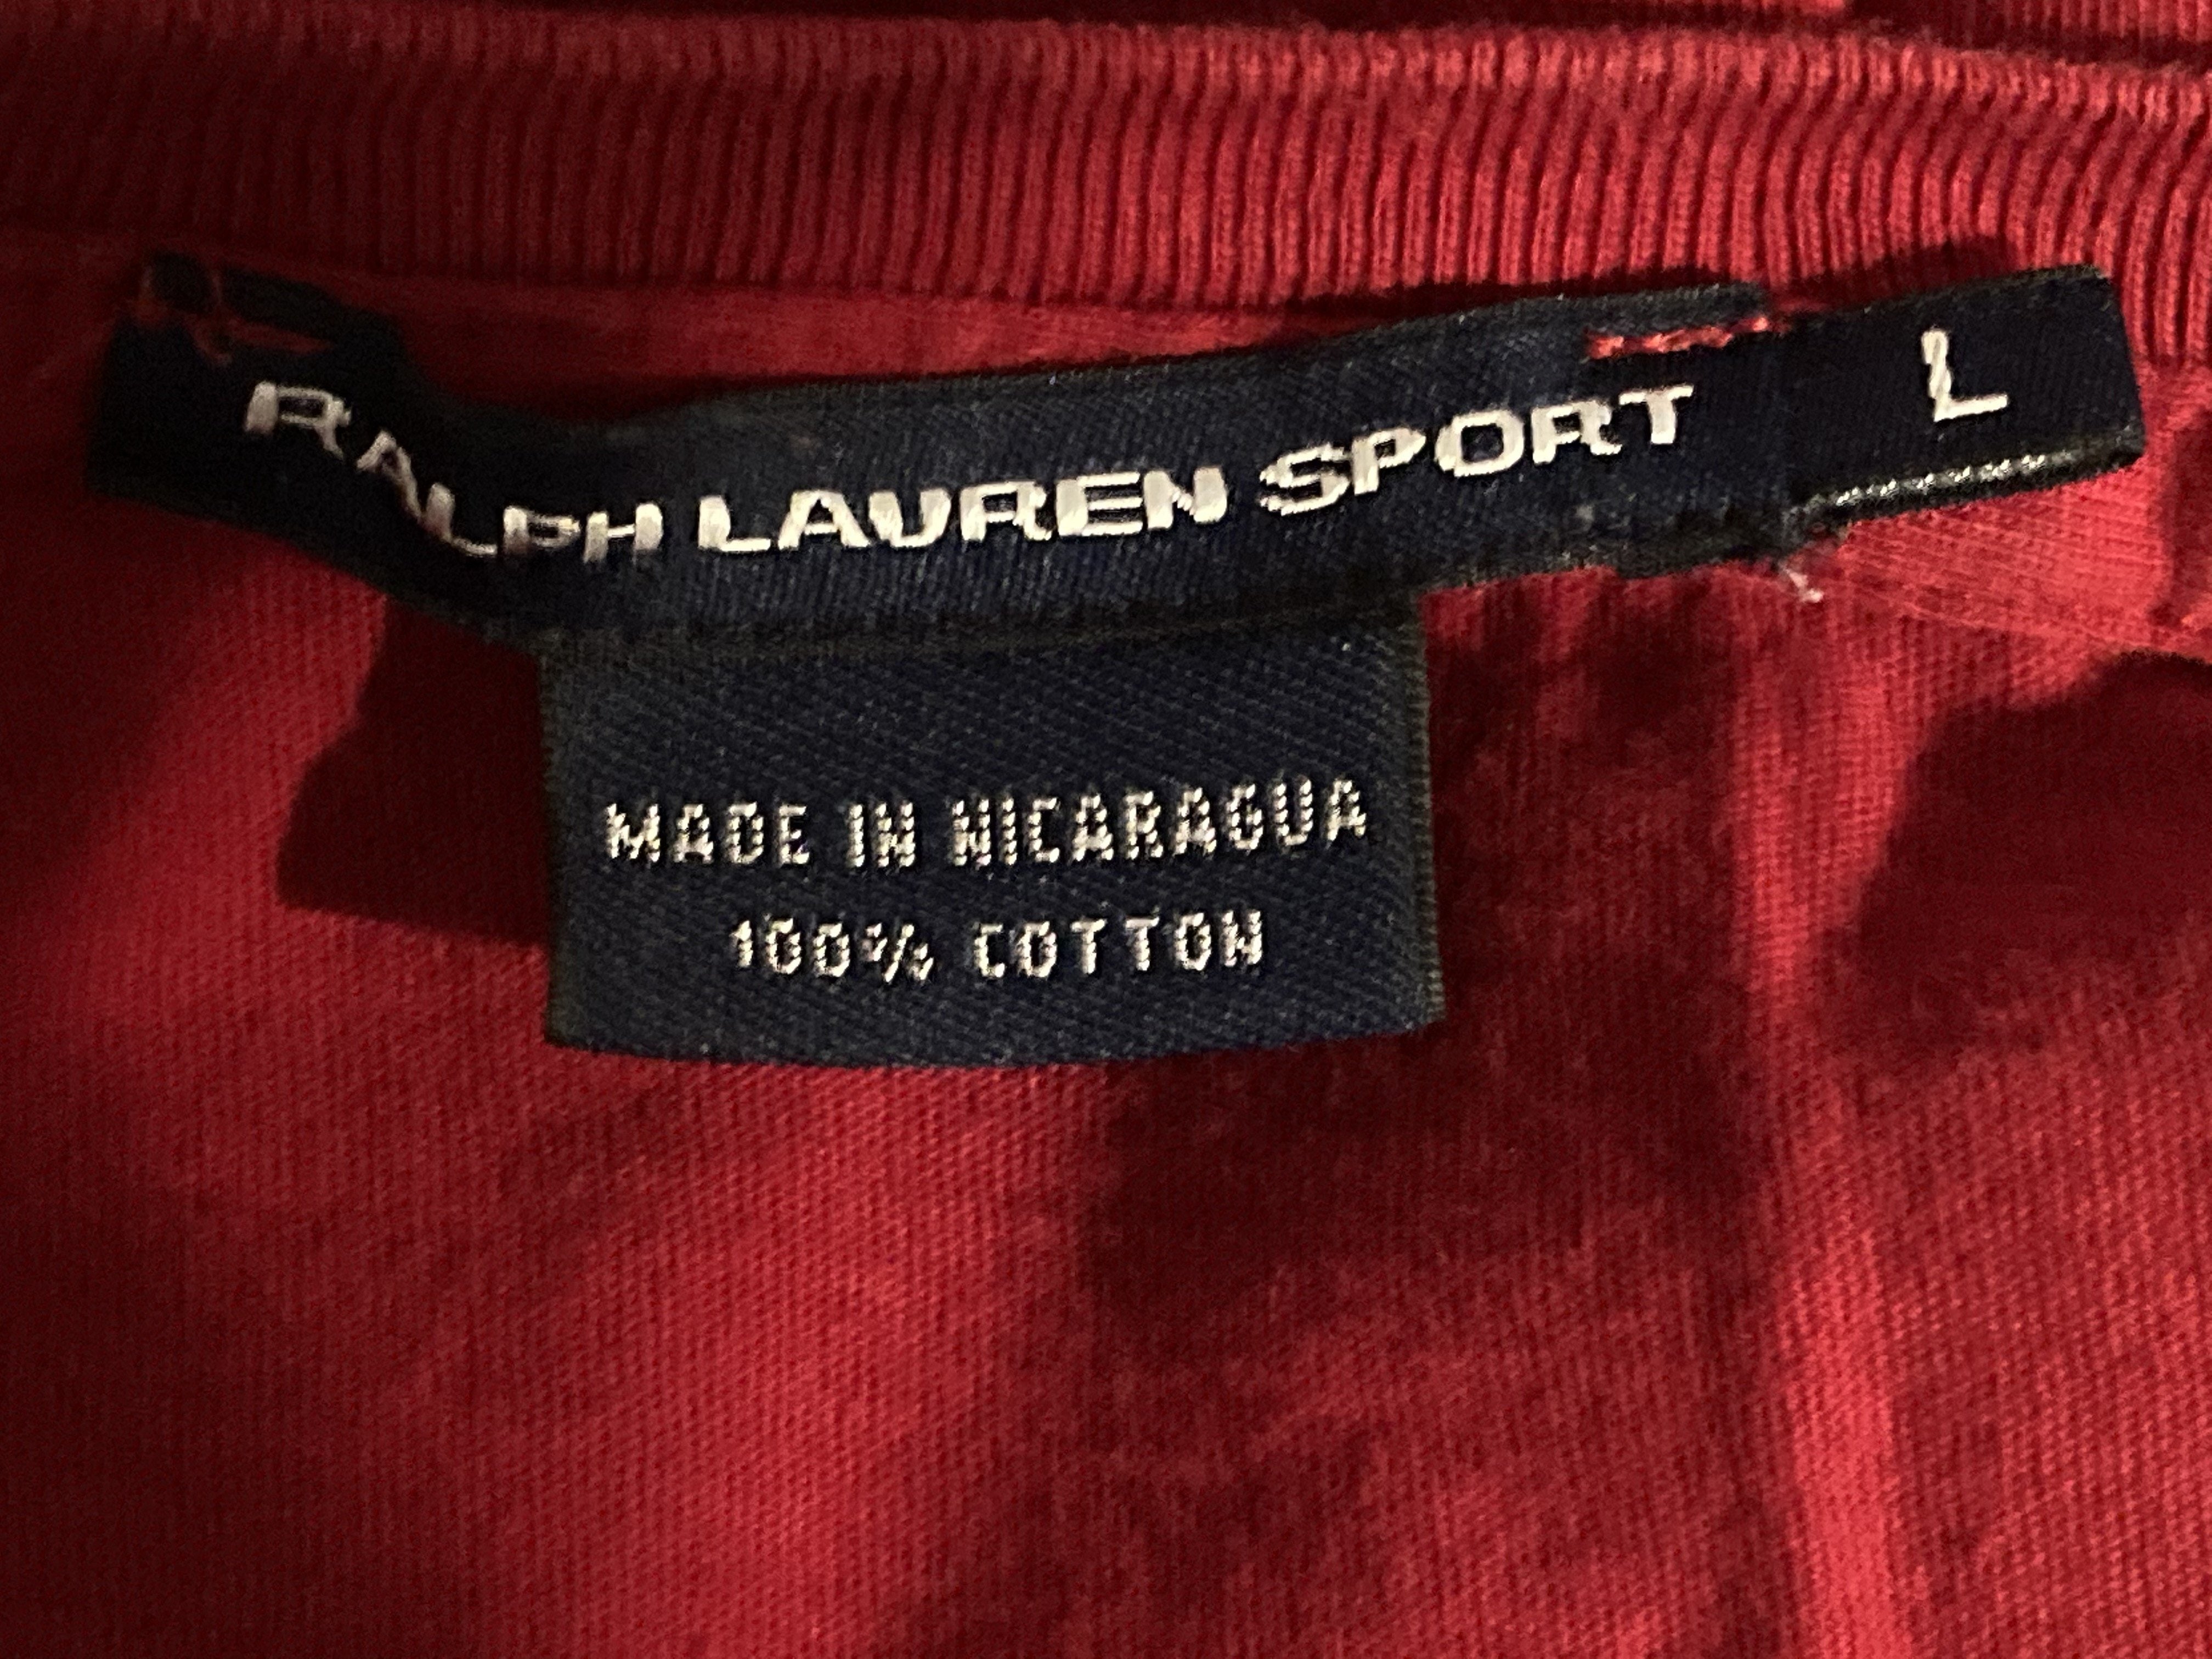 RALPH LAUREN SPORT L
MADE IN NICARAGUA
100% COTTON